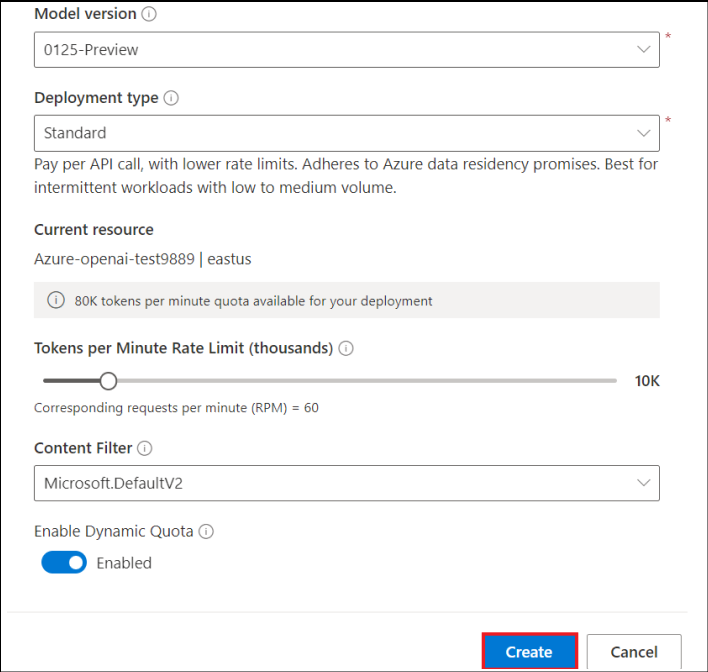 Model version
0125-Preview
*
Deployment type
Standard
*
Pay per API call, with lower rate limits. Adheres to Azure data residency promises. Best for
intermittent workloads with low to medium volume.
Current resource
Azure-openai-test9889 | eastus
80K tokens per minute quota available for your deployment
Tokens per Minute Rate Limit (thousands)
10K
Corresponding requests per minute (RPM) = 60
Content Filter
Microsoft.DefaultV2
Enable Dynamic Quota
Enabled
Create Cancel